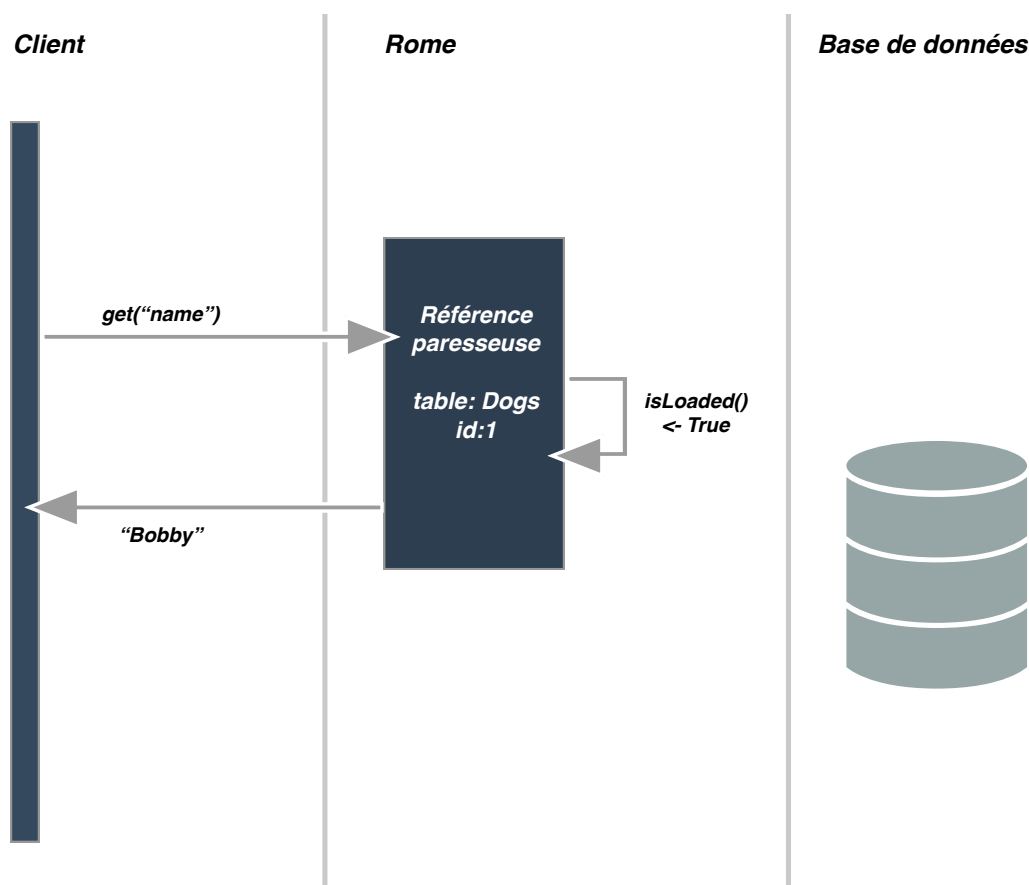 Client
Rome
Base de données
get(“name”)
Référence
paresseuse
table: Dogs
id:1
isLoaded()
<- True
“Bobby”